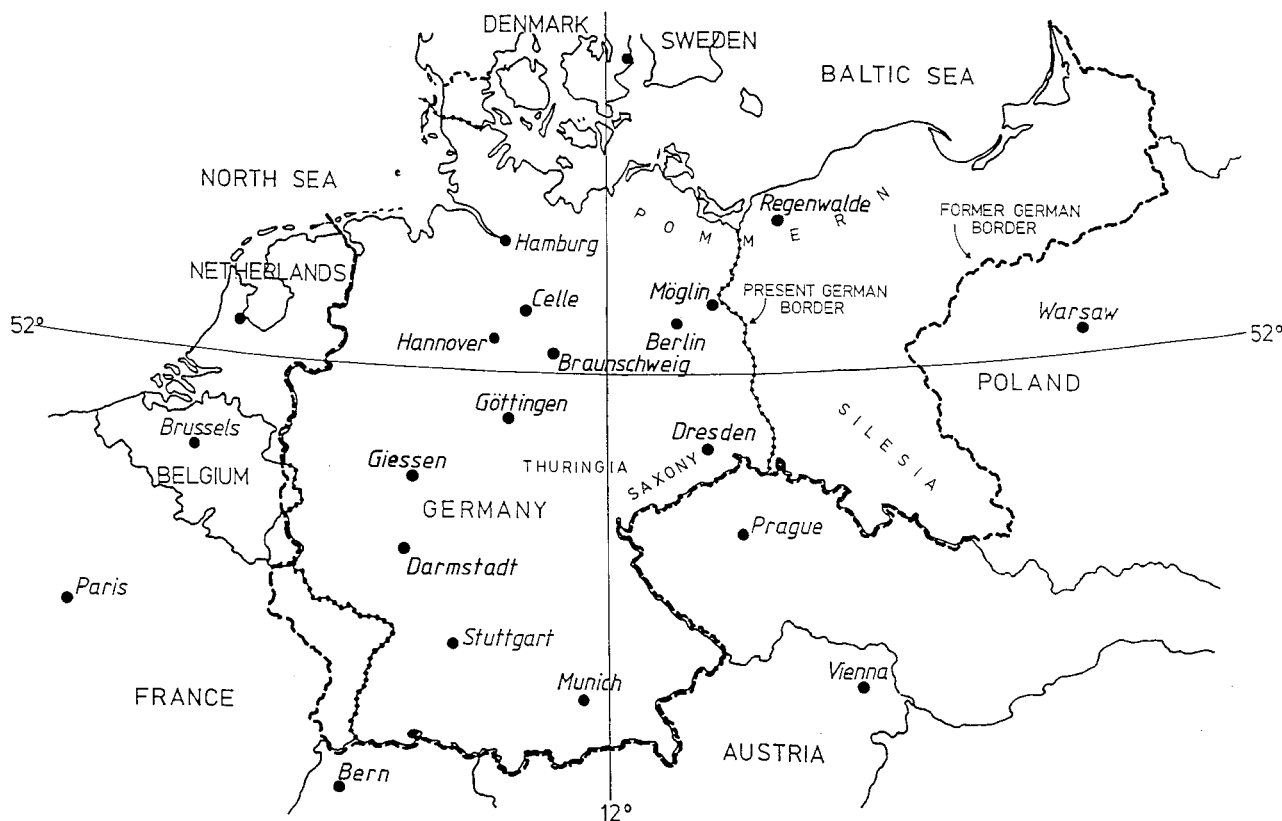 DENMARK
SWEDEN
BALTIC SEA
NORTH SEA
POMMERN
Regenwalde
FORMER GERMAN
BORDER
Hamburg
NETHERLANDS
Celle
Möglin
PRESENT GERMAN
BORDER
Warsaw
52°
Hannover
Berlin
52°
Braunschweig
POLAND
Göttingen
SILESIA
Brussels
Dresden
BELGIUM
Giessen
THURINGIA
SAXONY
GERMANY
Prague
Darmstadt
Paris
Stuttgart
Munich
Vienna
FRANCE
AUSTRIA
Bern
12°